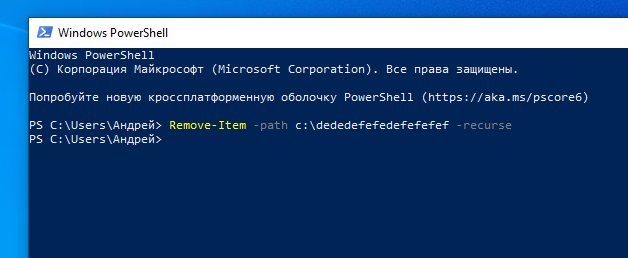 Windows PowerShell
Windows PowerShell
(C) Корпорация Майкрософт (Microsoft Corporation). Все права защищены.
Попробуйте новую кроссплатформенную оболочку PowerShell (https://aka.ms/pscore6)
PS C:\Users\Андрей> Remove-Item -path c:\dededefefedefefefef -recurse
PS C:\Users\Андрей>